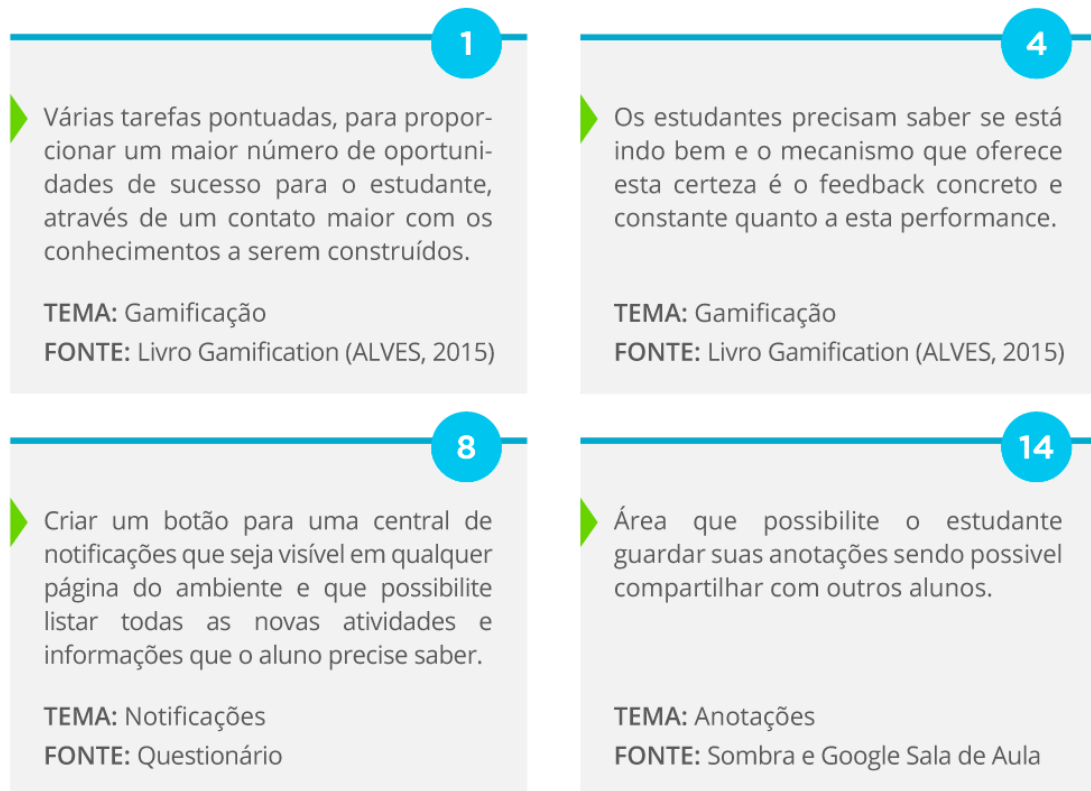 1
Várias tarefas pontuadas, para propor-
cionar um maior número de oportuni-
dades de sucesso para o estudante,
através de um contato maior com os
conhecimentos a serem construídos.
TEMA: Gamificação
FONTE: Livro Gamification (ALVES, 2015)
4
Os estudantes precisam saber se está
indo bem e o mecanismo que oferece
esta certeza é o feedback concreto e
constante quanto a esta performance.
TEMA: Gamificação
FONTE: Livro Gamification (ALVES, 2015)
8
Criar um botão para uma central de
notificações que seja visível em qualquer
página do ambiente e que possibilite
listar todas as novas atividades e
informações que o aluno precise saber.
TEMA: Notificações
FONTE: Questionário
14
Área que possibilite o estudante
guardar suas anotações sendo possivel
compartilhar com outros alunos.
TEMA: Anotações
FONTE: Sombra e Google Sala de Aula